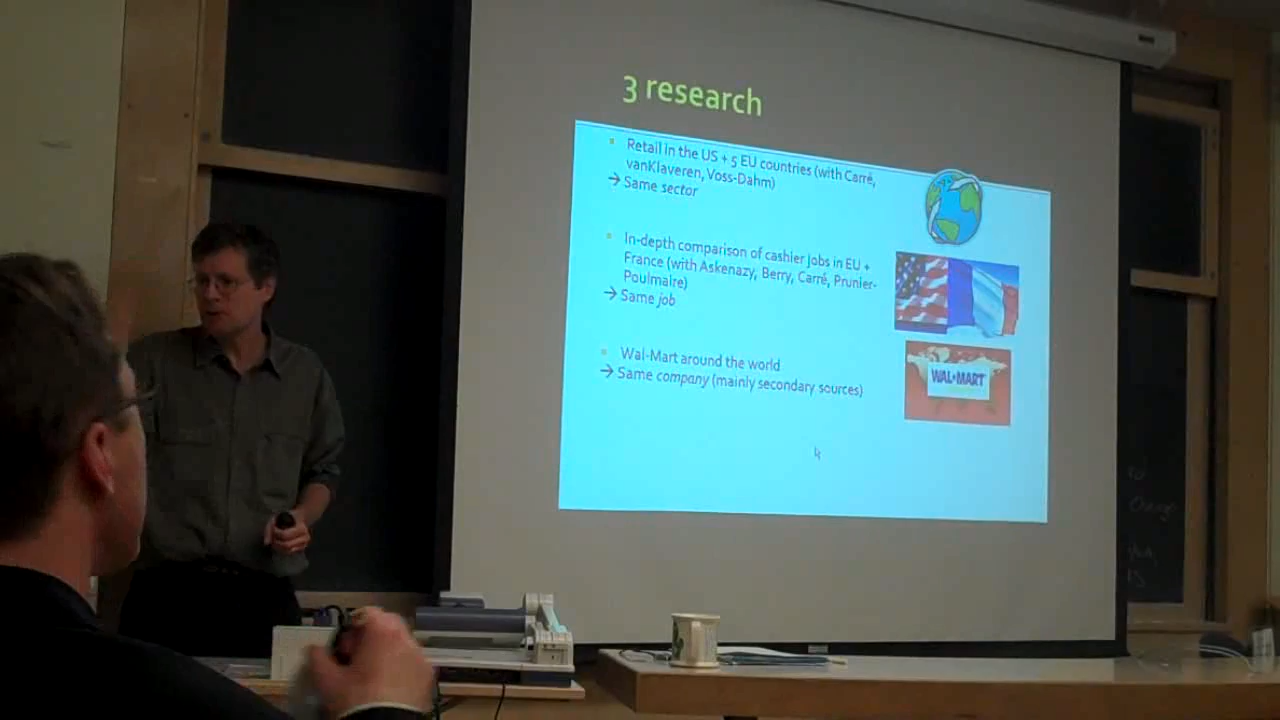 3 research
Retail in the US + 5 EU countries (with Carré,
vanKlaveren, Voss-Dahm)
→ Same sector
In-depth comparison of cashier jobs in EU +
France (with Askenazy, Berry, Carré, Prunier-
Poulmaire)
→ Same job
Wal-Mart around the world
→ Same company (mainly secondary sources)
WAL*MART